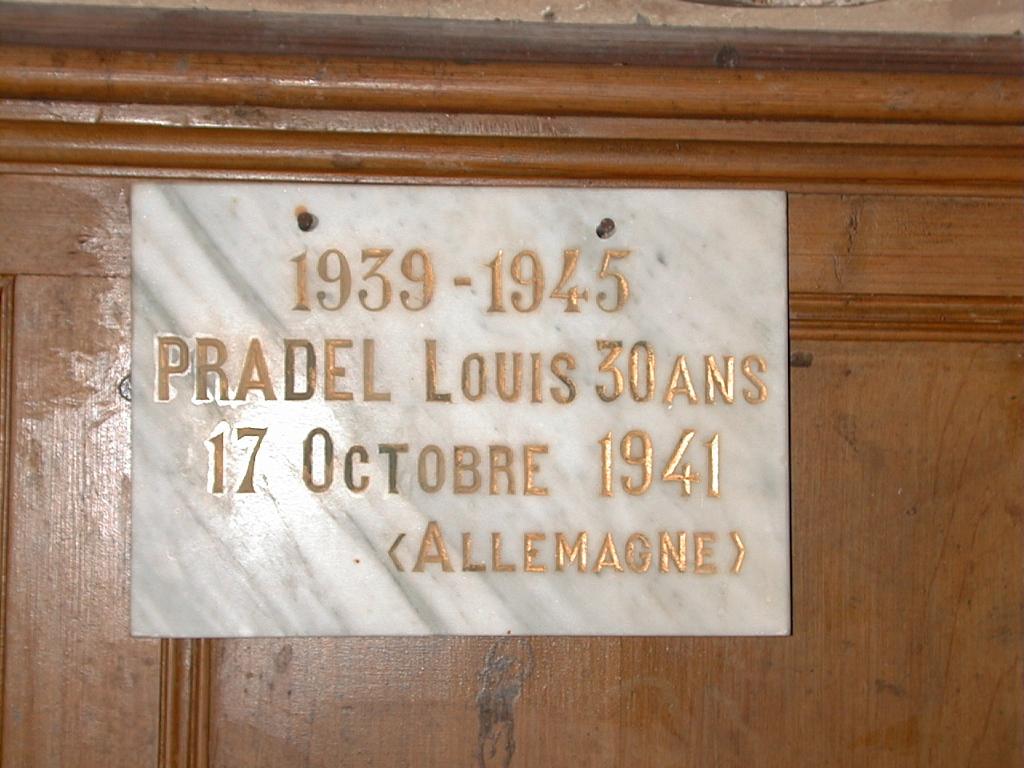 1939-1945
PRADEL LOUIS 30 ANS
17 OCTOBRE 1941
<ALLEMAGNE>